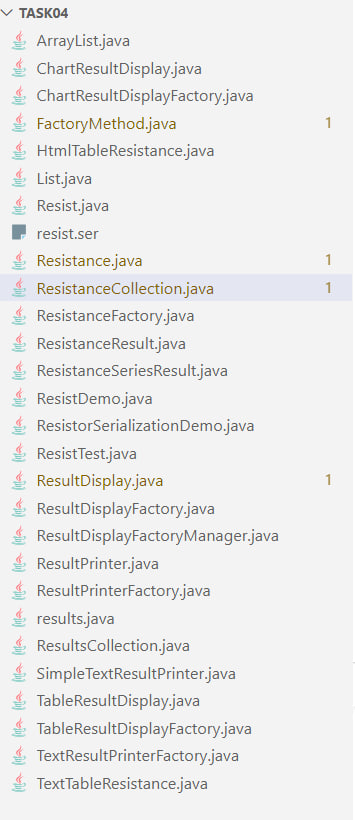 TASK04
ArrayList.java
ChartResultDisplay.java
ChartResultDisplayFactory.java
FactoryMethod.java 1
HtmlTableResistance.java
List.java
Resist.java
resist.ser
Resistance.java 1
ResistanceCollection.java 1
ResistanceFactory.java
ResistanceResult.java
ResistanceSeriesResult.java
ResistDemo.java
ResistorSerializationDemo.java
ResistTest.java
ResultDisplay.java 1
ResultDisplayFactory.java
ResultDisplayFactoryManager.java
ResultPrinter.java
ResultPrinterFactory.java
results.java
ResultsCollection.java
SimpleTextResultPrinter.java
TableResultDisplay.java
TableResultDisplayFactory.java
TextResultPrinterFactory.java
TextTableResistance.java